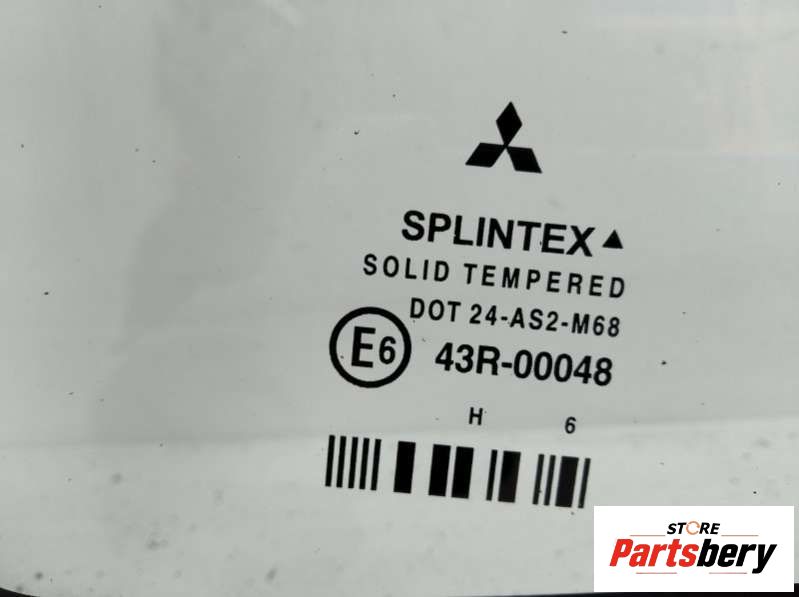 SPLINTEX
SOLID TEMPERED
DOT 24-AS2-M68
E6 43R-00048
H 6
STORE
Partsbery